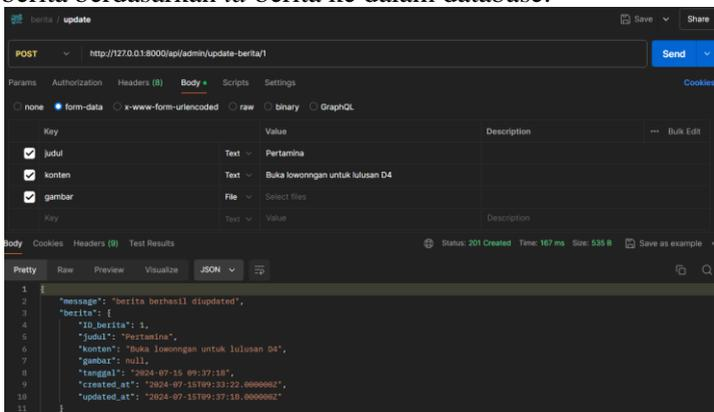 berita berdasarkan id berita ke dalam database.
berita / update Save Share
POST http://127.0.0.1:8000/api/admin/update-berita/1 Send
Params Authorization Headers (8) Body Scripts Settings Cookies
none form-data x-www-form-urlencoded raw binary GraphQL
Key Value Description ... Bulk Edit
judul Text Pertamina
konten Text Buka lowonngan untuk lulusan D4
gambar File Select files
Key Text Value Description
Body Cookies Headers (9) Test Results Status: 201 Created Time: 167 ms Size: 535 B Save as example
Pretty Raw Preview Visualize JSON
1 {
2 "message": "berita berhasil diupdated",
3 "berita": {
4 "ID_berita": 1,
5 "judul": "Pertamina",
6 "konten": "Buka lowonngan untuk lulusan D4",
7 "gambar": null,
8 "tanggal": "2024-07-15 09:37:18",
9 "created_at": "2024-07-15T09:33:22.000000Z",
10 "updated_at": "2024-07-15T09:37:18.000000Z"
11 }